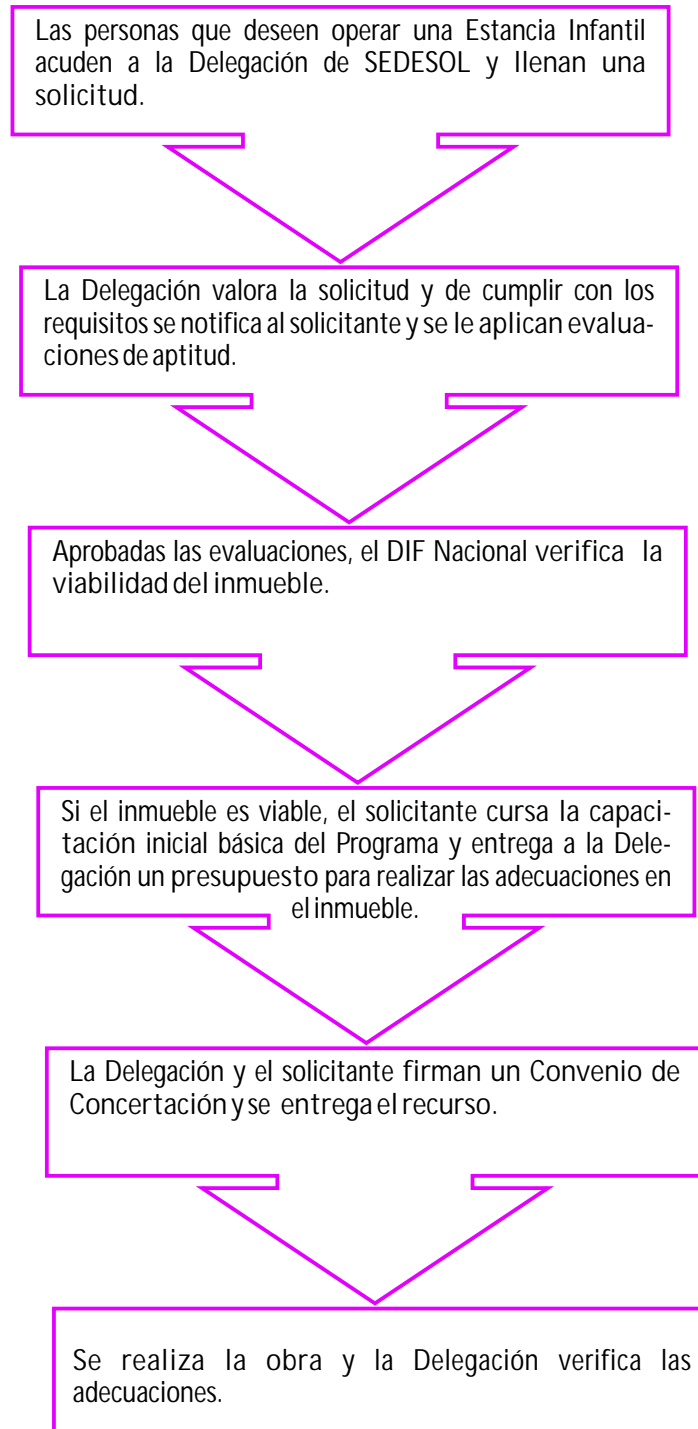 Las personas que deseen operar una Estancia Infantil
acuden a la Delegación de SEDESOL y llenan una
solicitud.
La Delegación valora la solicitud y de cumplir con los
requisitos se notifica al solicitante y se le aplican evalua-
ciones de aptitud.
Aprobadas las evaluaciones, el DIF Nacional verifica la
viabilidad del inmueble.
Si el inmueble es viable, el solicitante cursa la capaci-
tación inicial básica del Programa y entrega a la Dele-
gación un presupuesto para realizar las adecuaciones en
el inmueble.
La Delegación y el solicitante firman un Convenio de
Concertación y se entrega el recurso.
Se realiza la obra y la Delegación verifica las
adecuaciones.